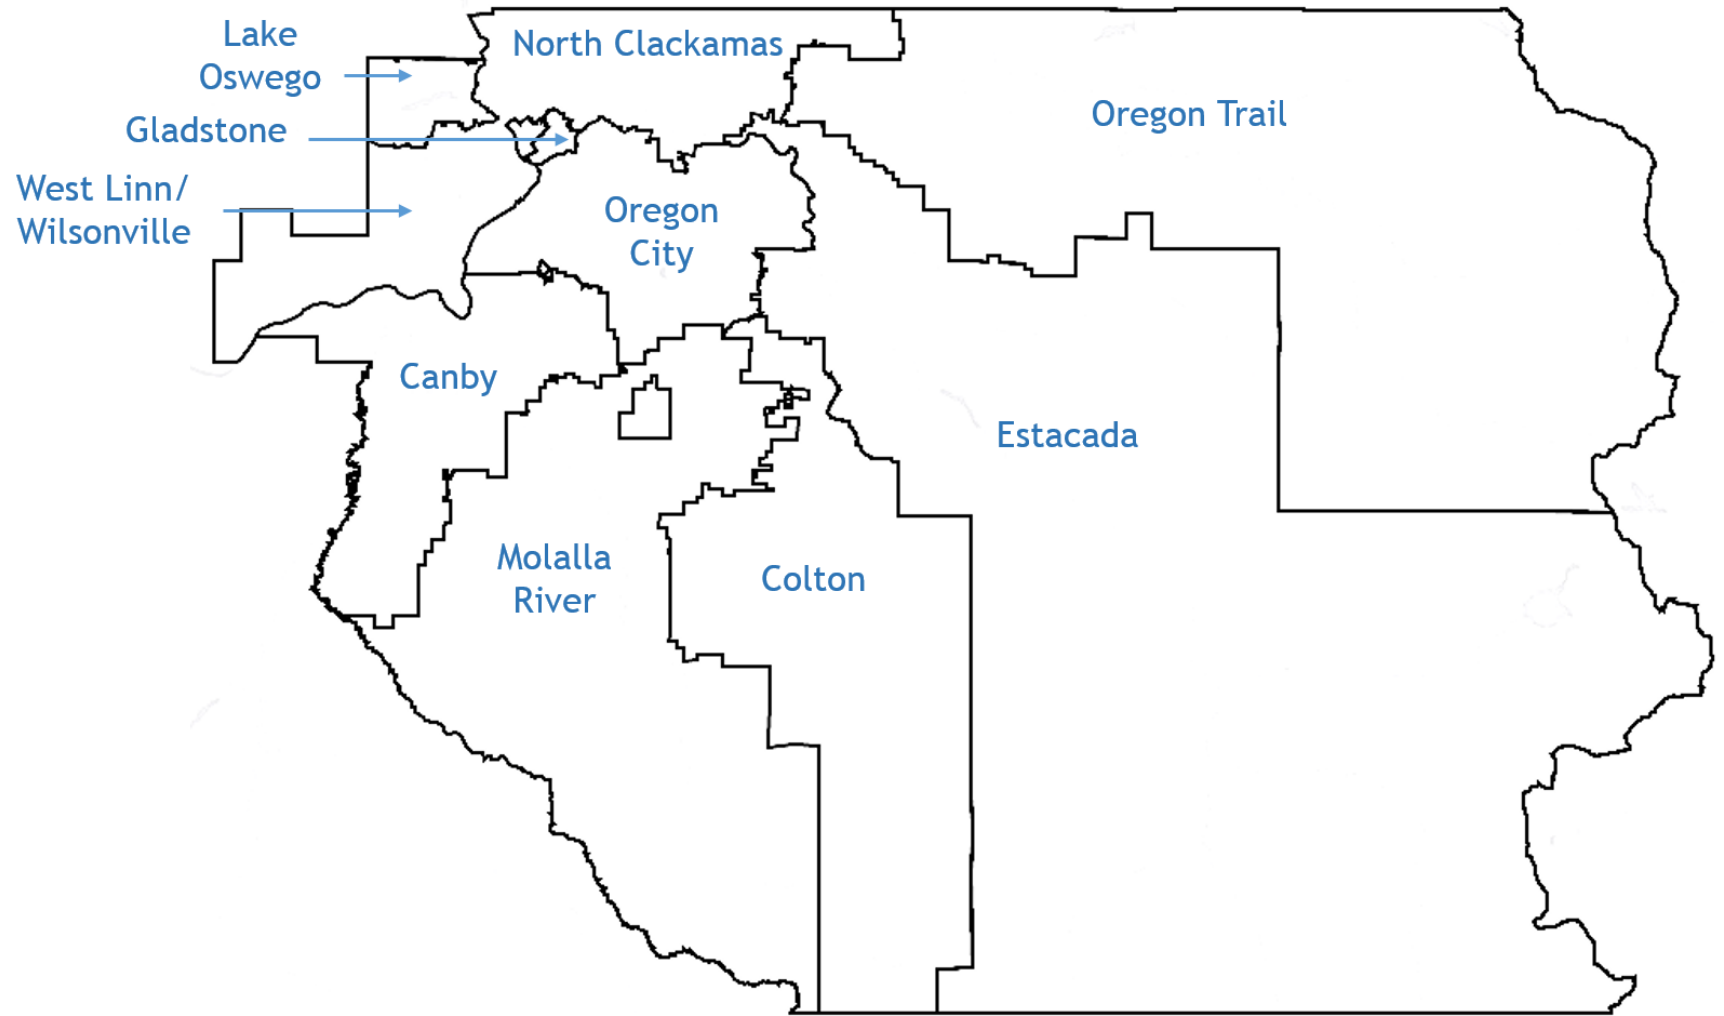 Lake
Oswego
North Clackamas
Gladstone
Oregon Trail
West Linn/
Wilsonville
Oregon
City
Canby
Estacada
Molalla
River
Colton